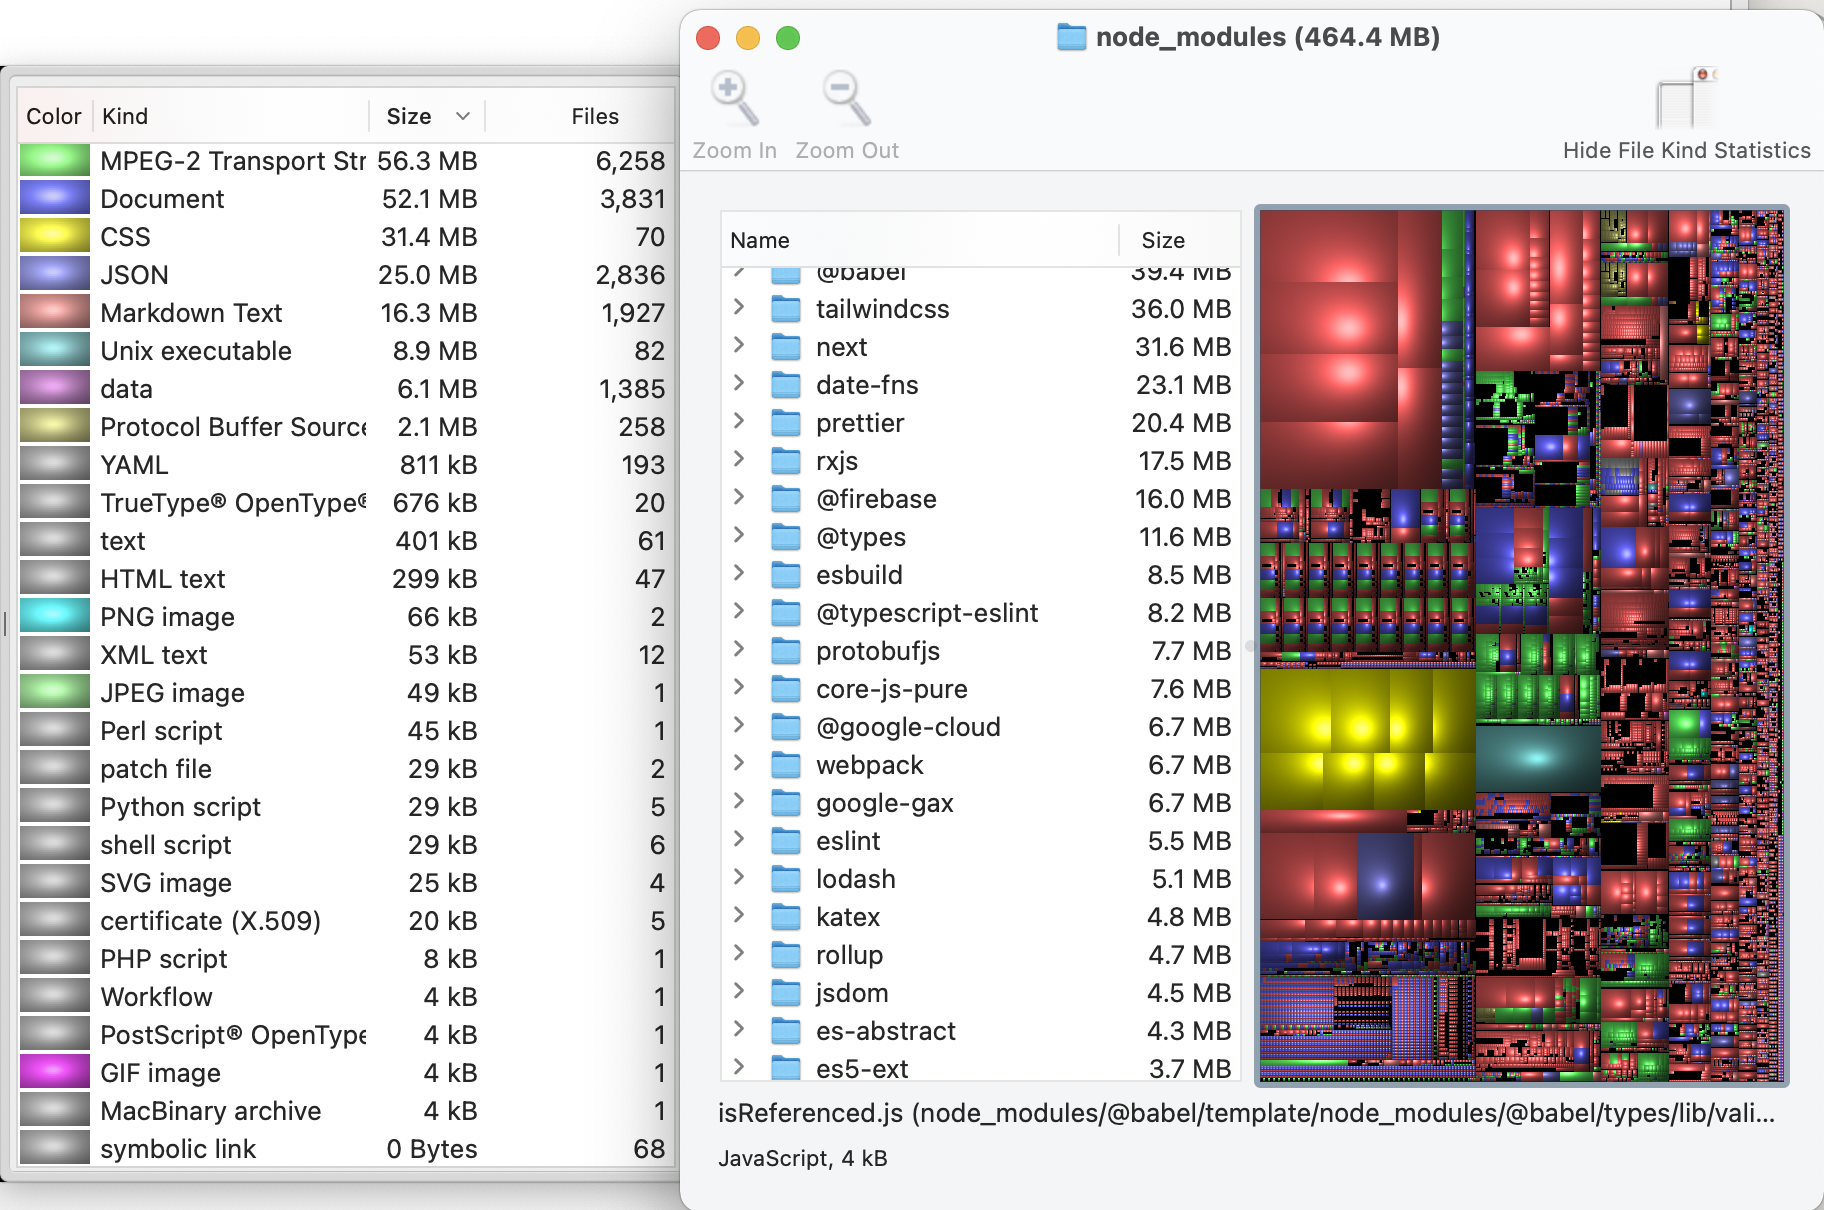 node_modules (464.4 MB)
Zoom In Zoom Out Hide File Kind Statistics
Color Kind Size Files
MPEG-2 Transport Str 56.3 MB 6,258
Document 52.1 MB 3,831
CSS 31.4 MB 70
JSON 25.0 MB 2,836
Markdown Text 16.3 MB 1,927
Unix executable 8.9 MB 82
data 6.1 MB 1,385
Protocol Buffer Source 2.1 MB 258
YAML 811 kB 193
TrueType® OpenType® 676 kB 20
text 401 kB 61
HTML text 299 kB 47
PNG image 66 kB 2
XML text 53 kB 12
JPEG image 49 kB 1
Perl script 45 kB 1
patch file 29 kB 2
Python script 29 kB 5
shell script 29 kB 6
SVG image 25 kB 4
certificate (X.509) 20 kB 5
PHP script 8 kB 1
Workflow 4 kB 1
PostScript® OpenType 4 kB 1
GIF image 4 kB 1
MacBinary archive 4 kB 1
symbolic link 0 Bytes 68
Name Size
@babel 39.4 MB
tailwindcss 36.0 MB
next 31.6 MB
date-fns 23.1 MB
prettier 20.4 MB
rxjs 17.5 MB
@firebase 16.0 MB
@types 11.6 MB
esbuild 8.5 MB
@typescript-eslint 8.2 MB
protobufjs 7.7 MB
core-js-pure 7.6 MB
@google-cloud 6.7 MB
webpack 6.7 MB
google-gax 6.7 MB
eslint 5.5 MB
lodash 5.1 MB
katex 4.8 MB
rollup 4.7 MB
jsdom 4.5 MB
es-abstract 4.3 MB
es5-ext 3.7 MB
isReferenced.js (node_modules/@babel/template/node_modules/@babel/types/lib/vali...
JavaScript, 4 kB